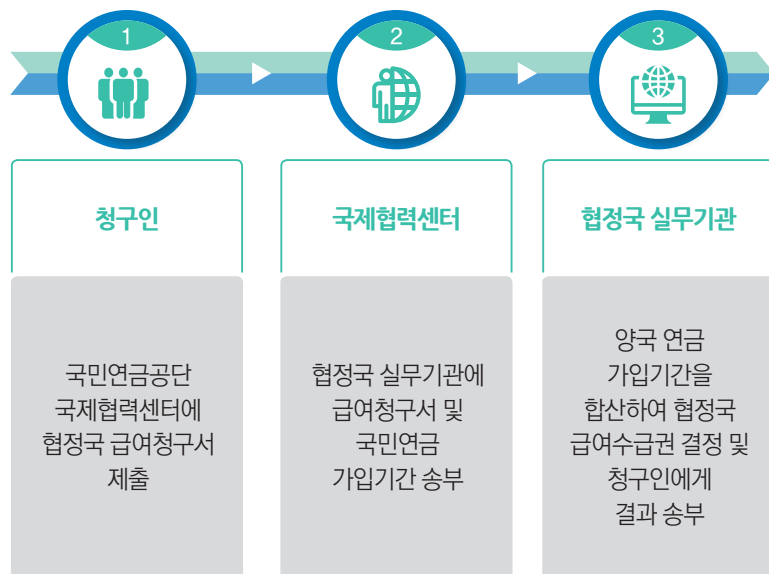 1
청구인
국민연금공단
국제협력센터에
협정국 급여청구서
제출
2
국제협력센터
협정국 실무기관에
급여청구서 및
국민연금
가입기간 송부
3
협정국 실무기관
양국 연금
가입기간을
합산하여 협정국
급여수급권 결정 및
청구인에게
결과 송부